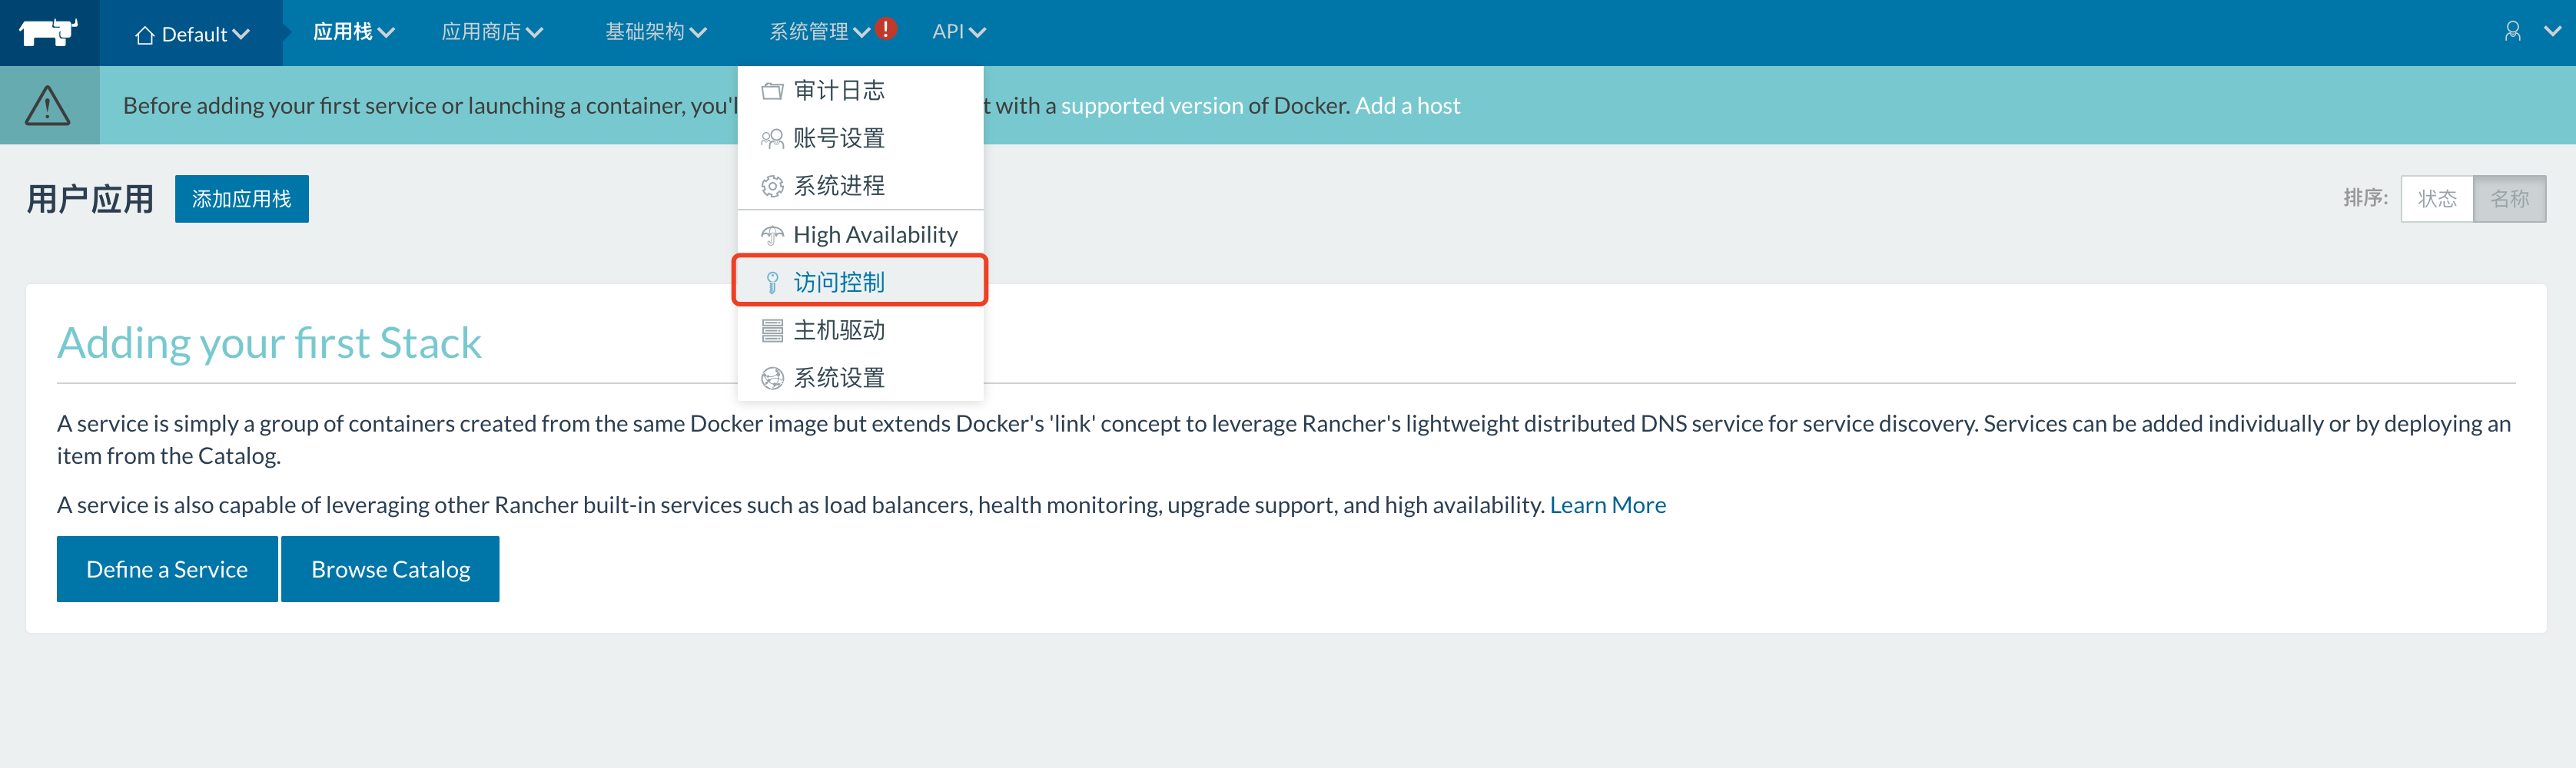 Default 应用栈 应用商店 基础架构 系统管理 ! API
Before adding your first service or launching a container, you'l t with a supported version of Docker. Add a host
审计日志
账号设置
系统进程
High Availability
访问控制
主机驱动
系统设置
用户应用 添加应用栈 排序: 状态 名称
Adding your first Stack
A service is simply a group of containers created from the same Docker image but extends Docker's 'link' concept to leverage Rancher's lightweight distributed DNS service for service discovery. Services can be added individually or by deploying an
item from the Catalog.
A service is also capable of leveraging other Rancher built-in services such as load balancers, health monitoring, upgrade support, and high availability. Learn More
Define a Service Browse Catalog